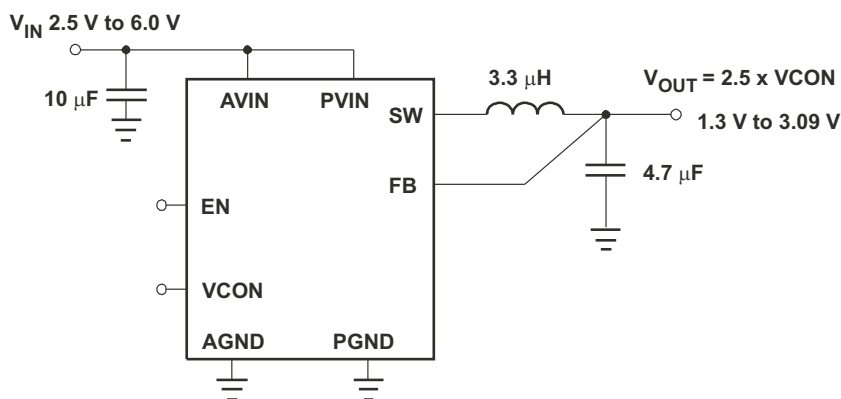 V_IN 2.5 V to 6.0 V
10 μF
AVIN
PVIN
SW
3.3 μH
V_OUT = 2.5 x VCON
1.3 V to 3.09 V
FB
4.7 μF
EN
VCON
AGND
PGND